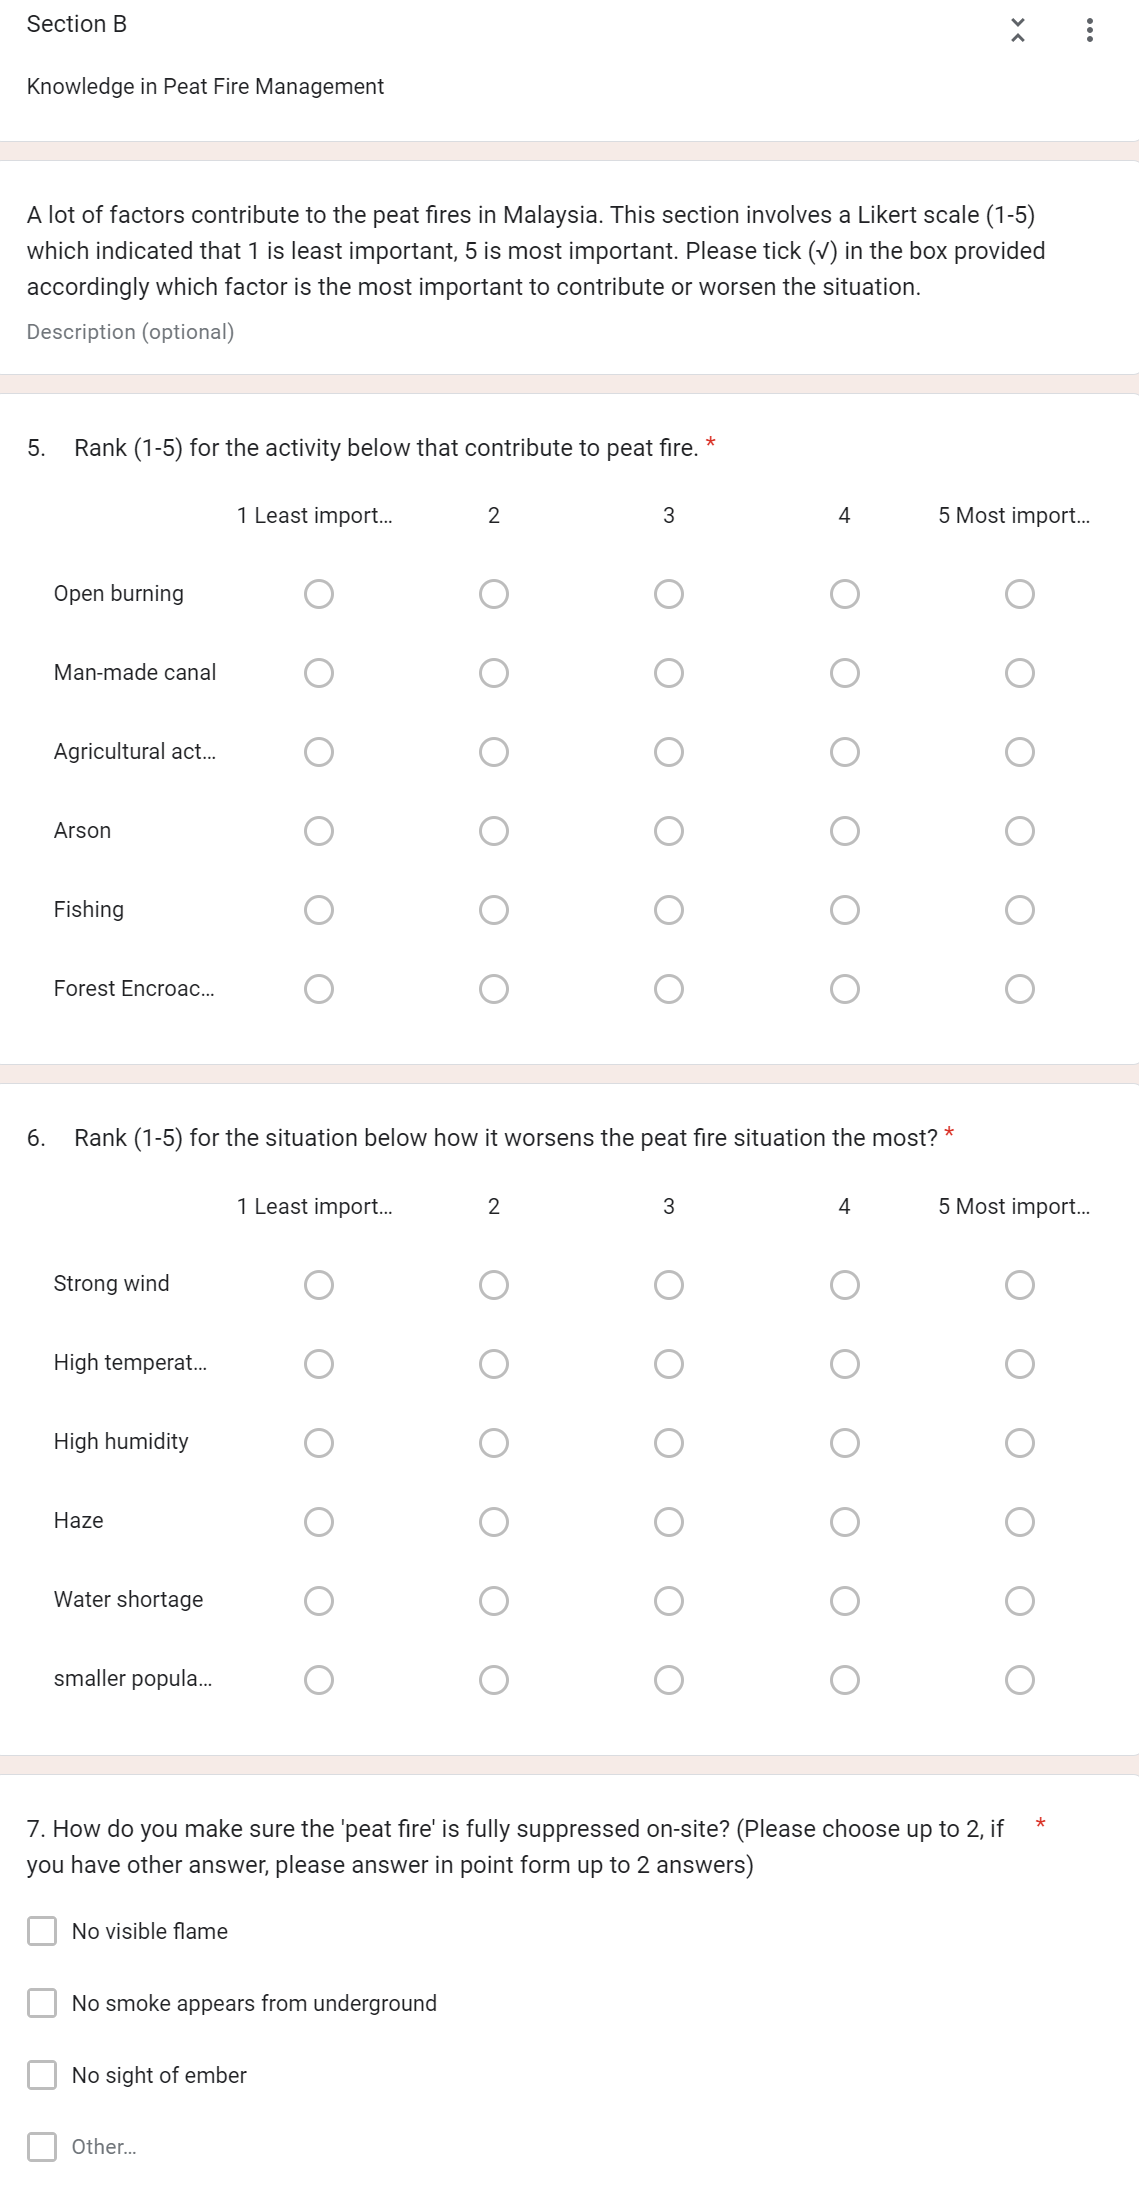 Section B
Knowledge in Peat Fire Management
A lot of factors contribute to the peat fires in Malaysia. This section involves a Likert scale (1-5)
which indicated that 1 is least important, 5 is most important. Please tick (√) in the box provided
accordingly which factor is the most important to contribute or worsen the situation.
Description (optional)
5. Rank (1-5) for the activity below that contribute to peat fire. *
1 Least import... 2 3 4 5 Most import...
Open burning
Man-made canal
Agricultural act...
Arson
Fishing
Forest Encroac...
6. Rank (1-5) for the situation below how it worsens the peat fire situation the most? *
1 Least import... 2 3 4 5 Most import...
Strong wind
High temperat...
High humidity
Haze
Water shortage
smaller popula...
7. How do you make sure the 'peat fire' is fully suppressed on-site? (Please choose up to 2, if *
you have other answer, please answer in point form up to 2 answers)
No visible flame
No smoke appears from underground
No sight of ember
Other...